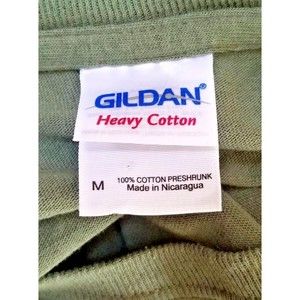 GILDAN®
Heavy Cotton
M
100% COTTON PRESHRUNK
Made in Nicaragua